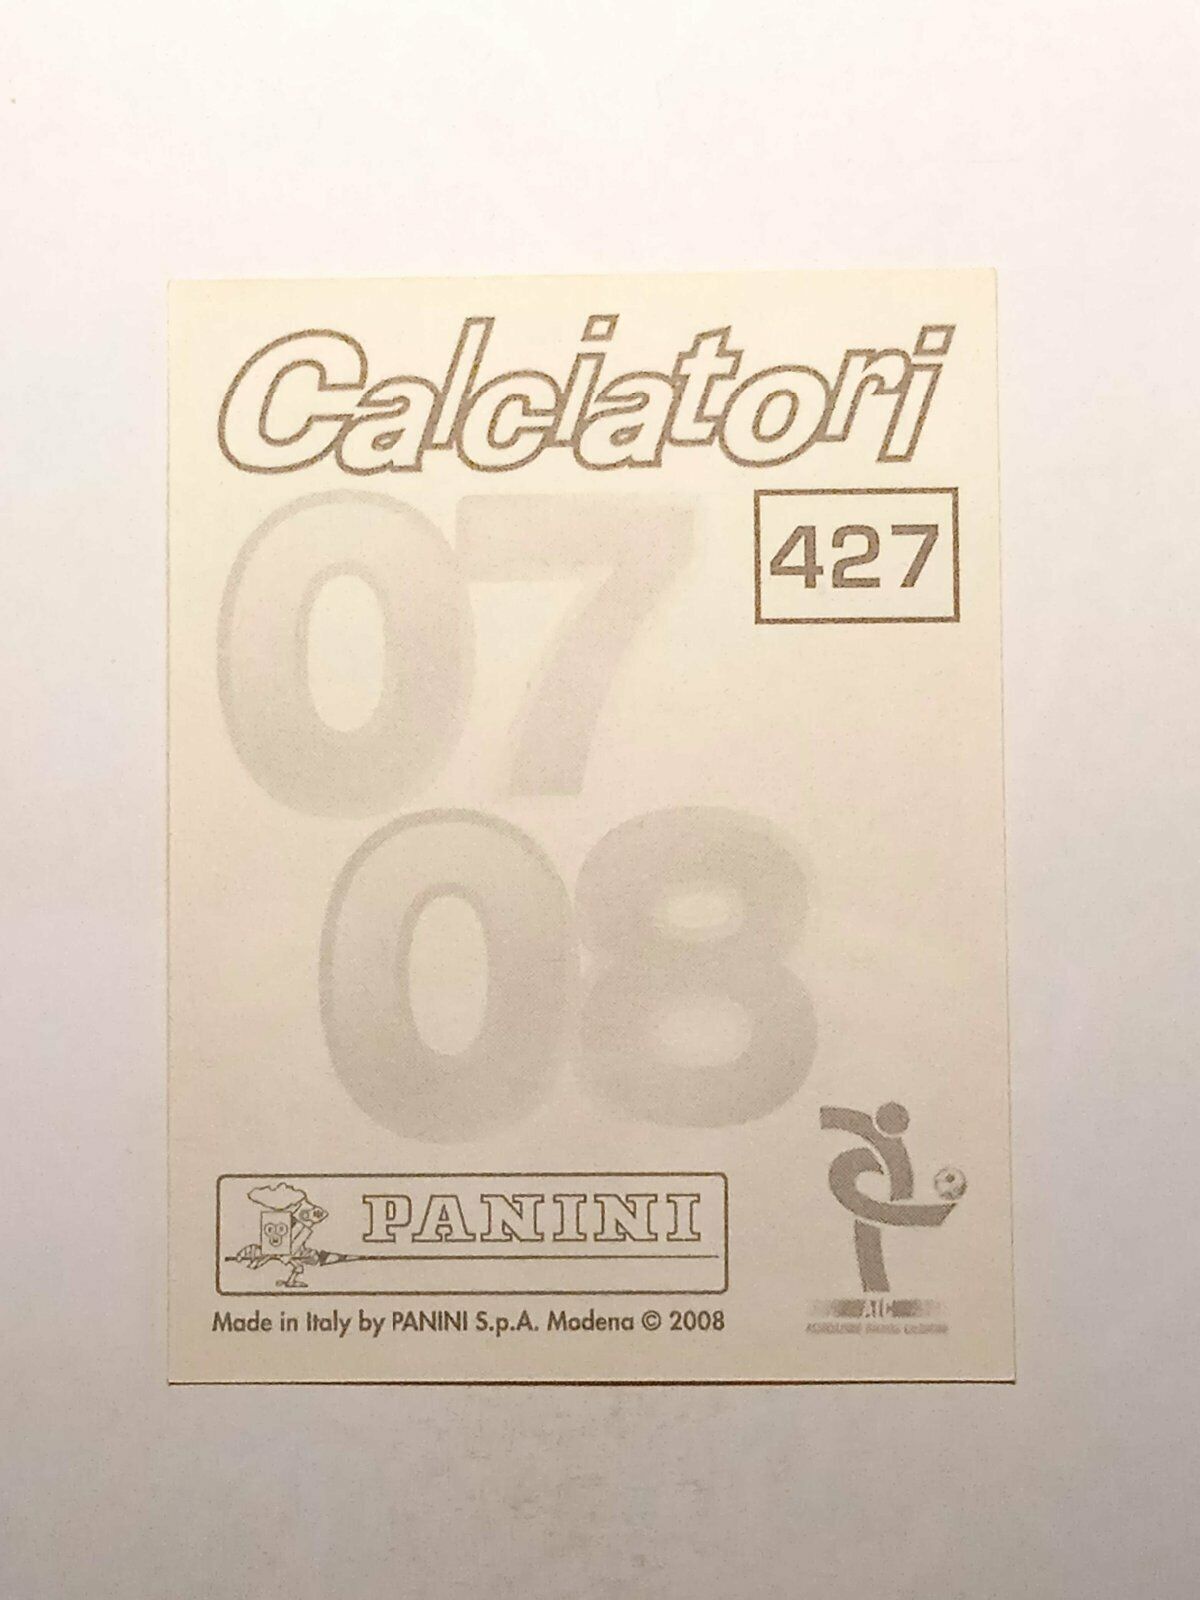 Calciatori
07
427
08
PANINI
Made in Italy by PANINI S.p.A. Modena © 2008